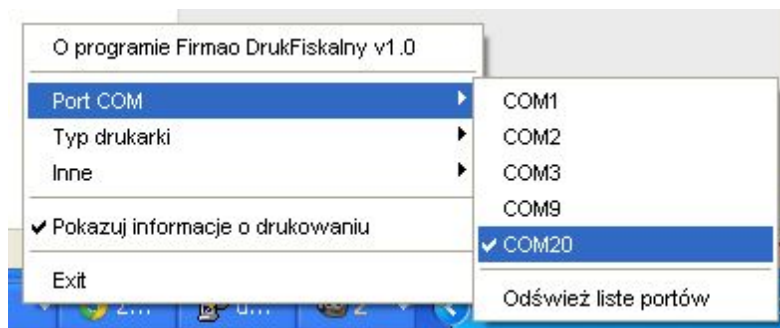 O programie Firmao DrukFiskalny v1.0
Port COM
Typ drukarki
Inne
Pokazuj informacje o drukowaniu
Exit
COM1
COM2
COM3
COM9
COM20
Odśwież liste portów